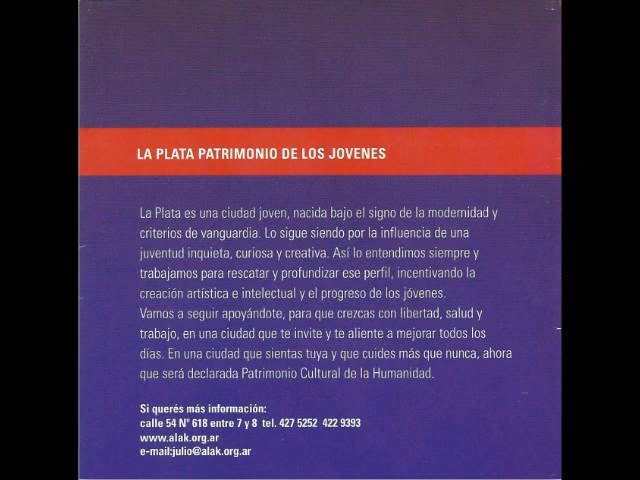 LA PLATA PATRIMONIO DE LOS JOVENES
La Plata es una ciudad joven, nacida bajo el signo de la modernidad y
criterios de vanguardia. Lo sigue siendo por la influencia de una
juventud inquieta, curiosa y creativa. Así lo entendimos siempre y
trabajamos para rescatar y profundizar ese perfil, incentivando la
creación artística e intelectual y el progreso de los jóvenes.
Vamos a seguir apoyándote, para que crezcas con libertad, salud y
trabajo, en una ciudad que te invite y te aliente a mejorar todos los
días. En una ciudad que sientas tuya y que cuides más que nunca, ahora
que será declarada Patrimonio Cultural de la Humanidad.
Si querés más información:
calle 54 N° 618 entre 7 y 8 tel. 427 5252 422 9393
www.alak.org.ar
e-mail:julio@alak.org.ar